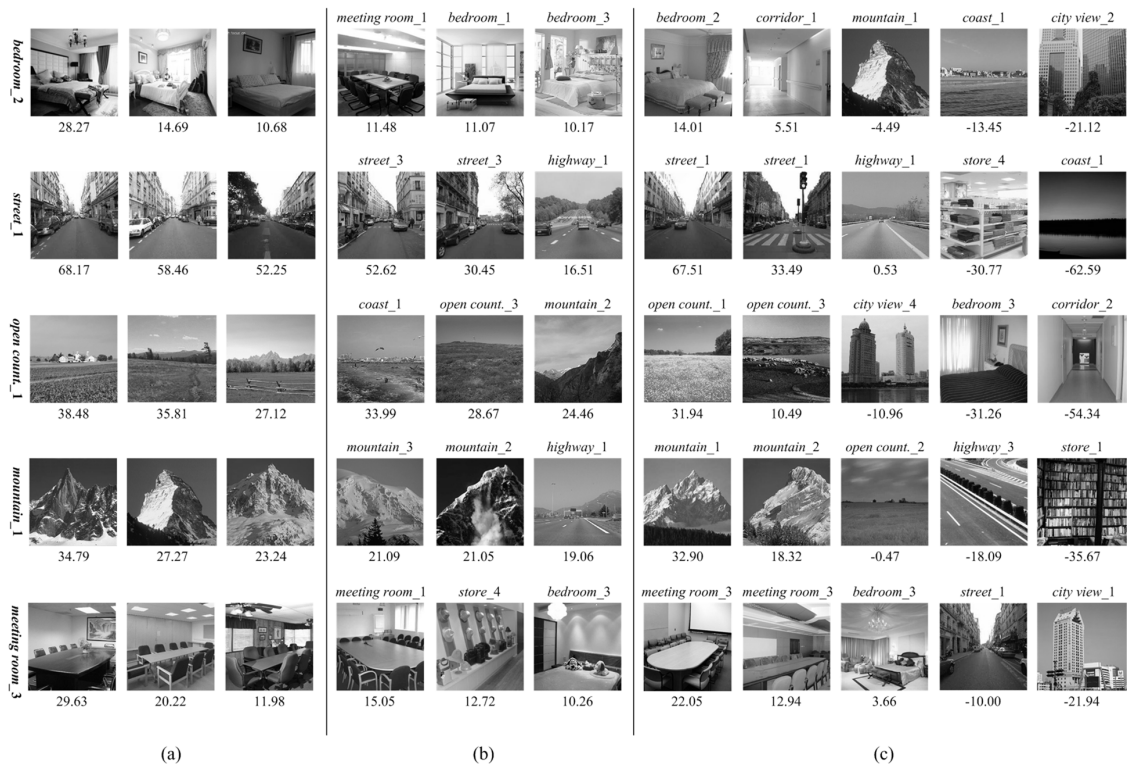 meeting room_1 bedroom_1 bedroom_3 bedroom_2 corridor_1 mountain_1 coast_1 city view_2
bedroom_2
28.27 14.69 10.68 11.48 11.07 10.17 14.01 5.51 -4.49 -13.45 -21.12
street_3 street_3 highway_1 street_1 street_1 highway_1 store_4 coast_1
street_1
68.17 58.46 52.25 52.62 30.45 16.51 67.51 33.49 0.53 -30.77 -62.59
coast_1 open count._3 mountain_2 open count._1 open count._3 city view_4 bedroom_3 corridor_2
open count._1
38.48 35.81 27.12 33.99 28.67 24.46 31.94 10.49 -10.96 -31.26 -54.34
mountain_3 mountain_2 highway_1 mountain_1 mountain_2 open count._2 highway_3 store_1
mountain_1
34.79 27.27 23.24 21.09 21.05 19.06 32.90 18.32 -0.47 -18.09 -35.67
meeting room_1 store_4 bedroom_3 meeting room_3 meeting room_3 bedroom_3 street_1 city view_1
meeting room_3
29.63 20.22 11.98 15.05 12.72 10.26 22.05 12.94 3.66 -10.00 -21.94
(a) (b) (c)